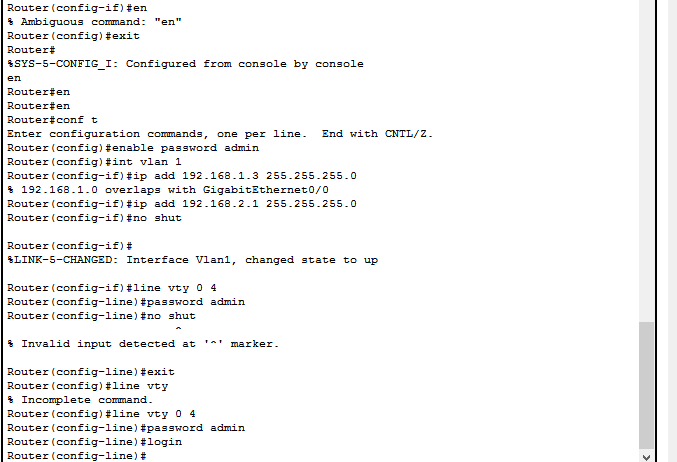 Router(config-if)#en
% Ambiguous command: "en"
Router(config)#exit
Router#
%SYS-5-CONFIG_I: Configured from console by console
en
Router#en
Router#en
Router#conf t
Enter configuration commands, one per line.  End with CNTL/Z.
Router(config)#enable password admin
Router(config)#int vlan 1
Router(config-if)#ip add 192.168.1.3 255.255.255.0
% 192.168.1.0 overlaps with GigabitEthernet0/0
Router(config-if)#ip add 192.168.2.1 255.255.255.0
Router(config-if)#no shut
Router(config-if)#
%LINK-5-CHANGED: Interface Vlan1, changed state to up
Router(config-if)#line vty 0 4
Router(config-line)#password admin
Router(config-line)#no shut
^
% Invalid input detected at '^' marker.
Router(config-line)#exit
Router(config)#line vty
% Incomplete command.
Router(config)#line vty 0 4
Router(config-line)#password admin
Router(config-line)#login
Router(config-line)#